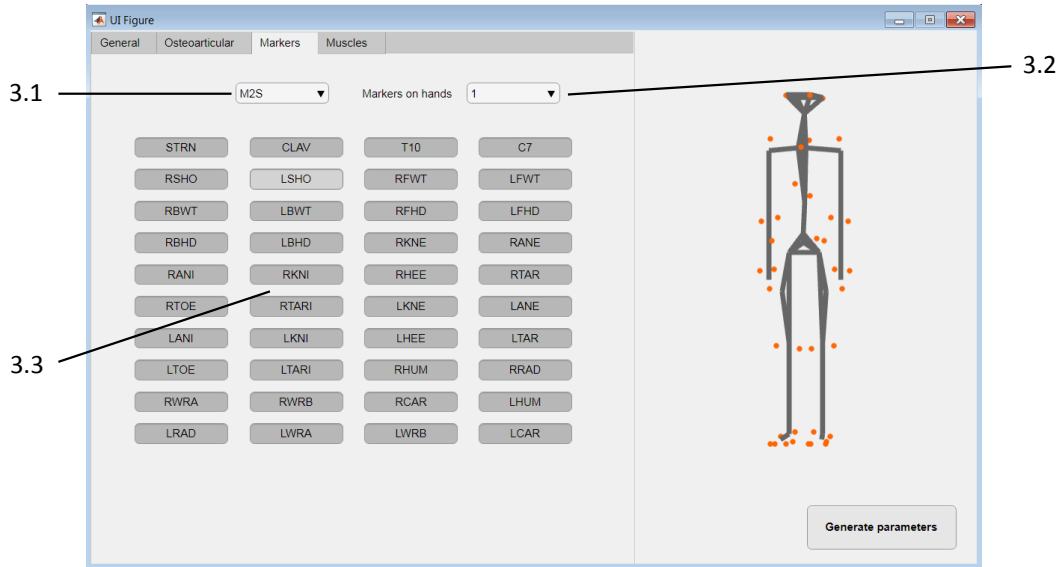 UI Figure
General Osteoarticular Markers Muscles
3.1 M2S Markers on hands 1 3.2
STRN CLAV T10 C7
RSHO LSHO RFWT LFWT
RBWT LBWT RFHD LFHD
RBHD LBHD RKNE RANE
RANI RKNI RHEE RTAR
RTOE RTARI LKNE LANE
LANI LKNI LHEE LTAR
3.3
LTOE LTARI RHUM RRAD
RWRA RWRB RCAR LHUM
LRAD LWRA LWRB LCAR
Generate parameters